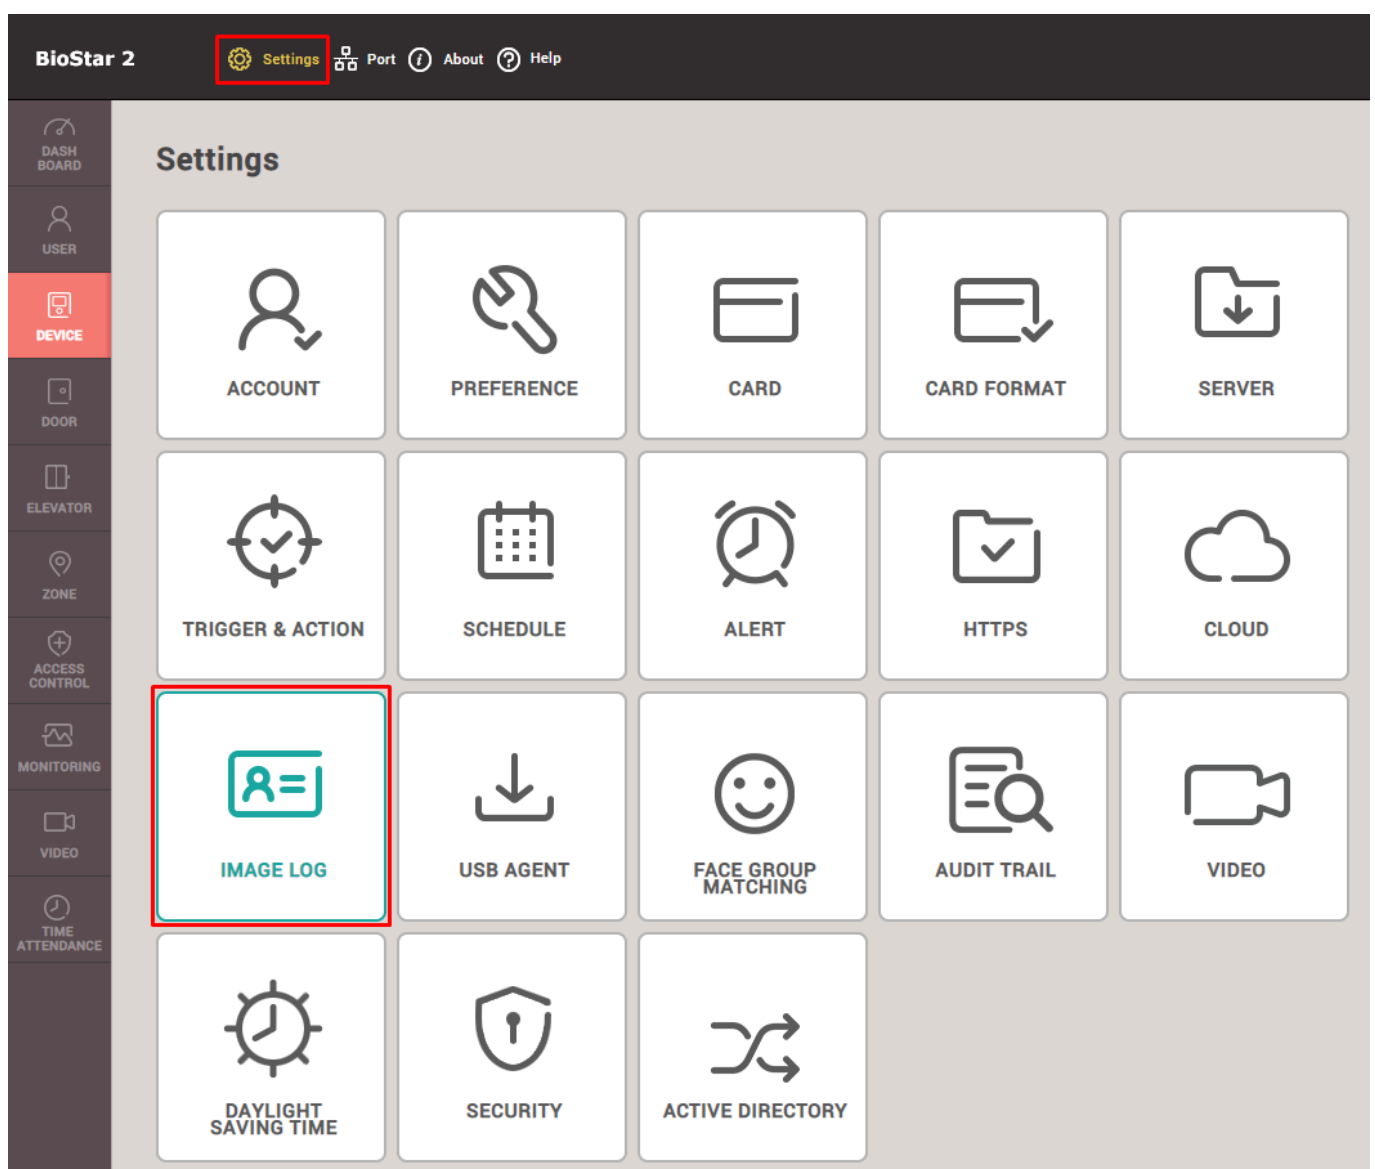 BioStar 2
Settings
Port
About
Help
DASH
BOARD
USER
DEVICE
DOOR
ELEVATOR
ZONE
ACCESS
CONTROL
MONITORING
VIDEO
TIME
ATTENDANCE
Settings
ACCOUNT
PREFERENCE
CARD
CARD FORMAT
SERVER
TRIGGER & ACTION
SCHEDULE
ALERT
HTTPS
CLOUD
IMAGE LOG
USB AGENT
FACE GROUP
MATCHING
AUDIT TRAIL
VIDEO
DAYLIGHT
SAVING TIME
SECURITY
ACTIVE DIRECTORY